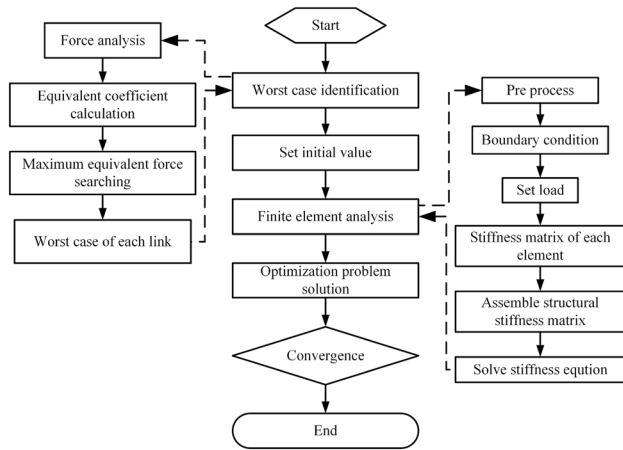 Start
Worst case identification
Set initial value
Finite element analysis
Optimization problem
solution
Convergence
End
Force analysis
Equivalent coefficient
calculation
Maximum equivalent force
searching
Worst case of each link
Pre process
Boundary condition
Set load
Stiffness matrix of each
element
Assemble structural
stiffness matrix
Solve stiffness eqution